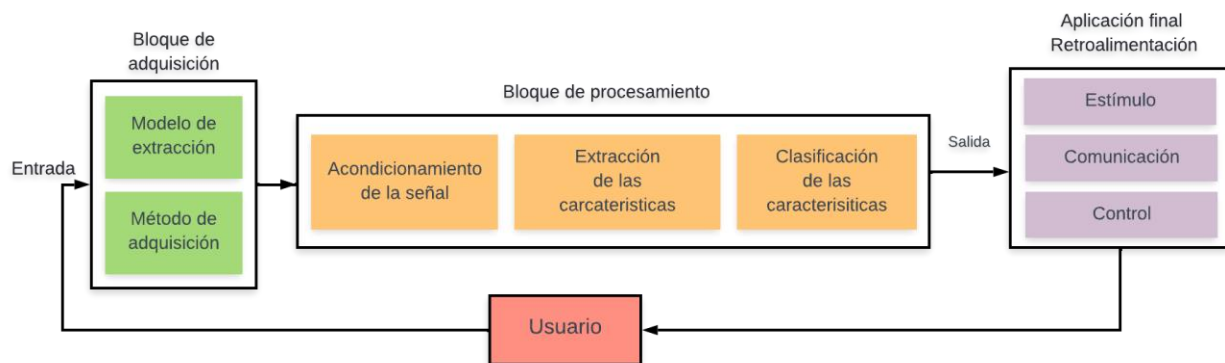 Bloque de
adquisición
Modelo de
extracción
Método de
adquisición
Entrada
Bloque de procesamiento
Acondicionamiento
de la señal
Extracción
de las
carcateristicas
Clasificación
de las
caracterisiticas
Salida
Aplicación final
Retroalimentación
Estímulo
Comunicación
Control
Usuario